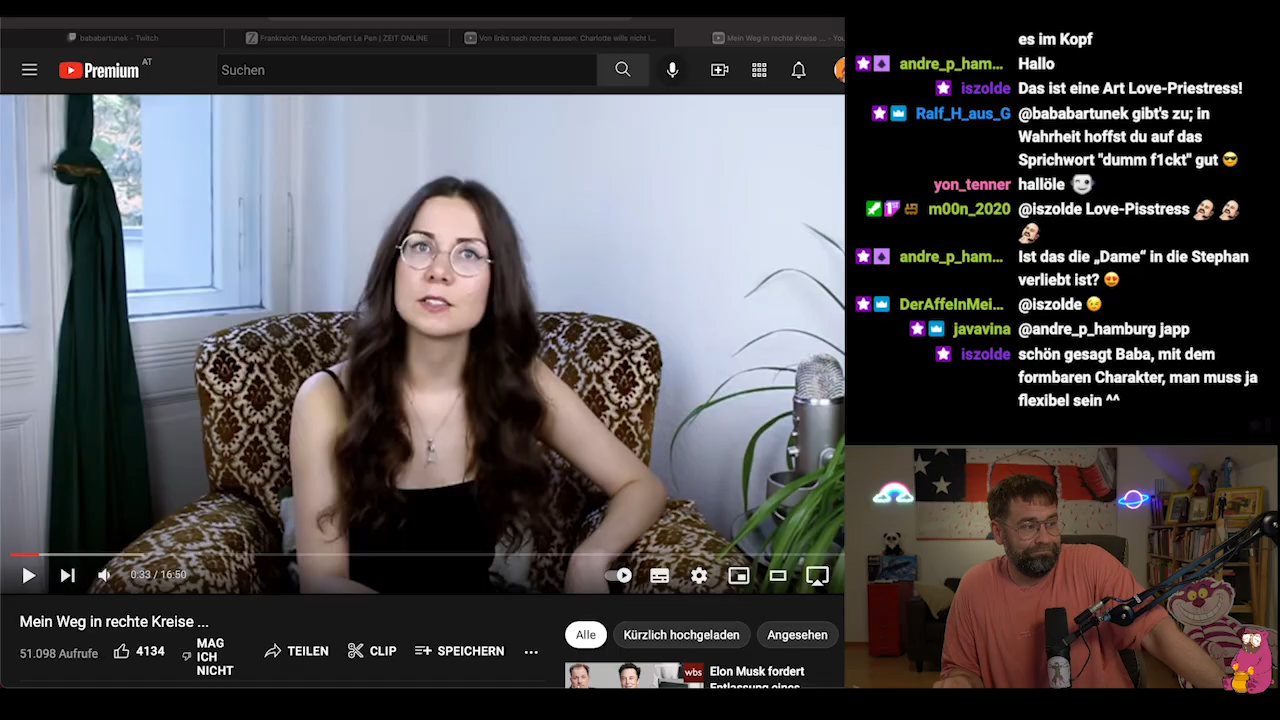 bababartunek - Twitch
Frankreich: Macron hofiert Le Pen | ZEIT ONLINE
Von links nach rechts aussen: Charlotte wills nicht l...
Mein Weg in rechte Kreise ... - You
Premium AT
Suchen
0:33 / 16:50
Mein Weg in rechte Kreise ...
51.098 Aufrufe
4134
MAG
ICH
NICHT
TEILEN
CLIP
SPEICHERN
...
Alle
Kürzlich hochgeladen
Angesehen
wbs
Elon Musk fordert
Entlassung eines
es im Kopf
andre_p_ham... Hallo
iszolde Das ist eine Art Love-Priestress!
Ralf_H_aus_G @bababartunek gibt's zu; in
Wahrheit hoffst du auf das
Sprichwort "dumm f1ckt" gut 😎
yon_tenner hallöle
m00n_2020 @iszolde Love-Pisstress
andre_p_ham... Ist das die „Dame“ in die Stephan
verliebt ist? 😍
DerAffeInMei... @iszolde 😉
javavina @andre_p_hamburg japp
iszolde schön gesagt Baba, mit dem
formbaren Charakter, man muss ja
flexibel sein ^^